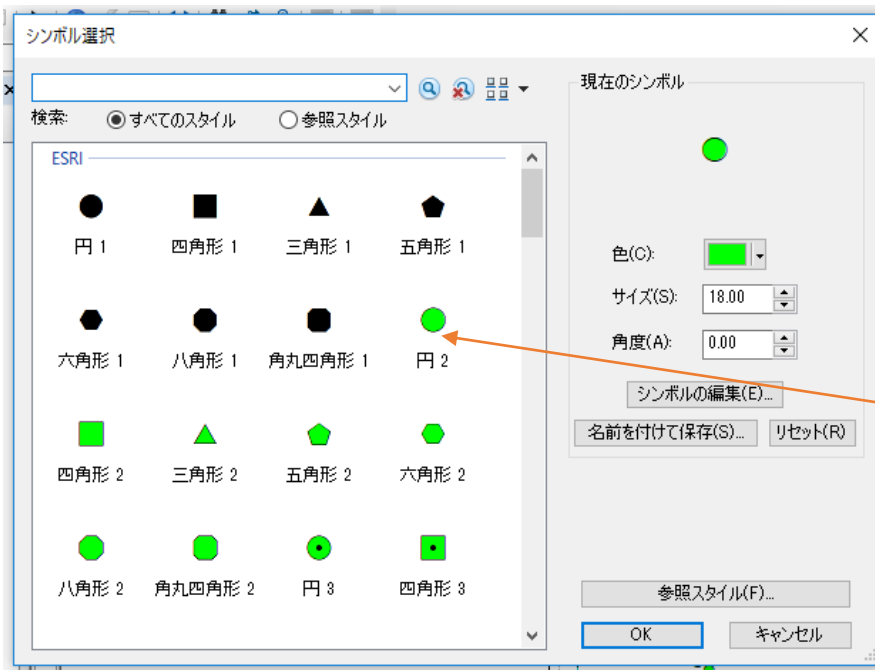 シンボル選択
検索: すべてのスタイル 参照スタイル
ESRI
円 1 四角形 1 三角形 1 五角形 1
六角形 1 八角形 1 角丸四角形 1 円 2
四角形 2 三角形 2 五角形 2 六角形 2
八角形 2 角丸四角形 2 円 3 四角形 3
現在のシンボル
色(C):
サイズ(S): 18.00
角度(A): 0.00
シンボルの編集(E)...
名前を付けて保存(S)... リセット(R)
参照スタイル(F)...
OK キャンセル